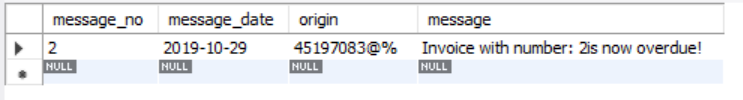 message_no message_date origin message
2 2019-10-29 45197083@% Invoice with number: 2is now overdue!
NULL NULL NULL NULL